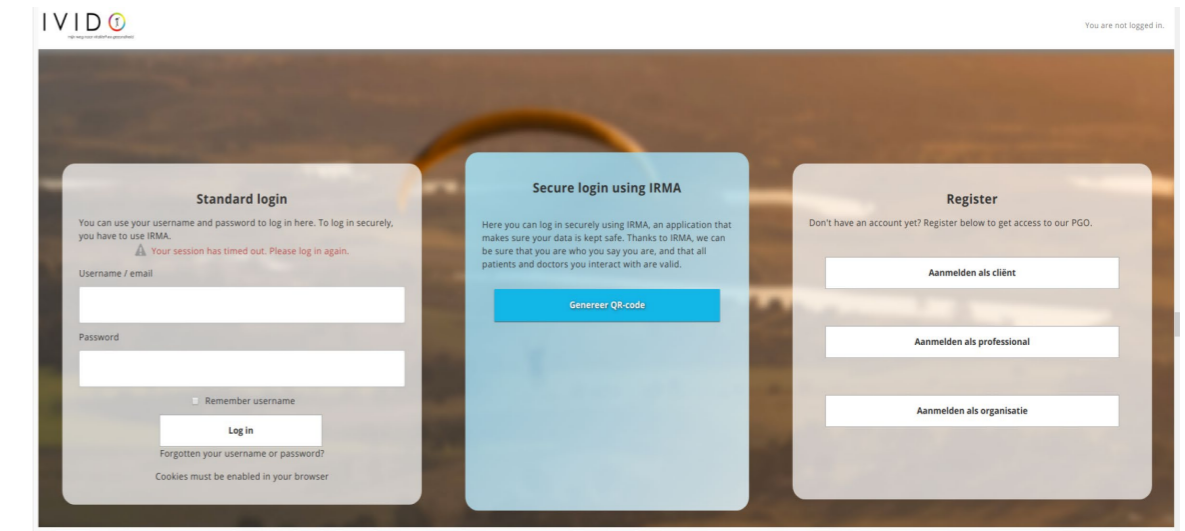 IVIDO
You are not logged in.
Standard login
You can use your username and password to log in here. To log in securely,
you have to use IRMA.
Your session has timed out. Please log in again.
Username / email
Password
Remember username
Log in
Forgotten your username or password?
Cookies must be enabled in your browser
Secure login using IRMA
Here you can log in securely using IRMA, an application that
makes sure your data is kept safe. Thanks to IRMA, we can
be sure that you are who you say you are, and that all
patients and doctors you interact with are valid.
Genereer QR-code
Register
Don't have an account yet? Register below to get access to our PGO.
Aanmelden als cliënt
Aanmelden als professional
Aanmelden als organisatie